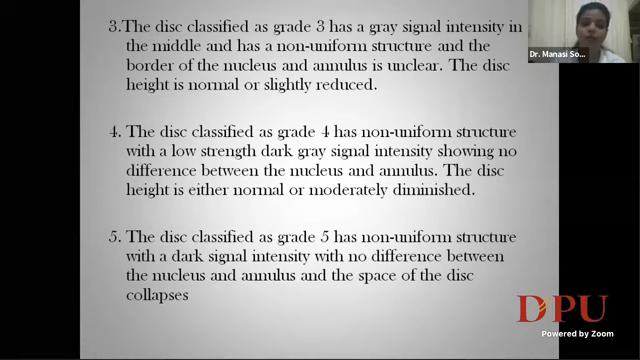 3.The disc classified as grade 3 has a gray signal intensity in
the middle and has a non-uniform structure and the
border of the nucleus and annulus is unclear. The disc
height is normal or slightly reduced.
4. The disc classified as grade 4 has non-uniform structure
with a low strength dark gray signal intensity showing no
difference between the nucleus and annulus. The disc
height is either normal or moderately diminished.
5. The disc classified as grade 5 has non-uniform structure
with a dark signal intensity with no difference between
the nucleus and annulus and the space of the disc
collapses
Dr. Manasi So...
DPU
Powered by Zoom